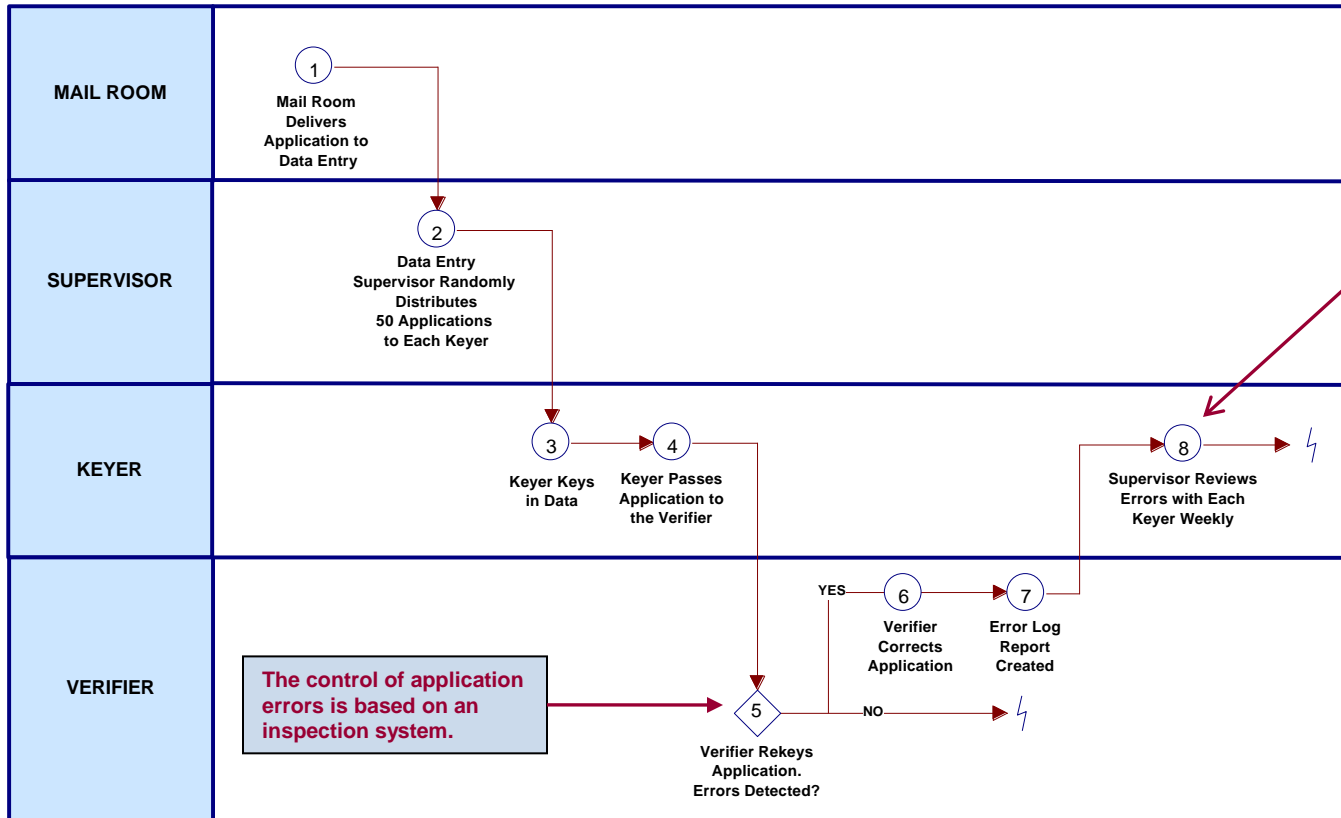 MAIL ROOM
1
Mail Room
Delivers
Application to
Data Entry
SUPERVISOR
2
Data Entry
Supervisor Randomly
Distributes
50 Applications
to Each Keyer
KEYER
3
Keyer Keys
in Data
4
Keyer Passes
Application to
the Verifier
8
Supervisor Reviews
Errors with Each
Keyer Weekly
VERIFIER
The control of application
errors is based on an
inspection system.
5
Verifier Rekeys
Application.
Errors Detected?
YES
6
Verifier
Corrects
Application
7
Error Log
Report
Created
NO